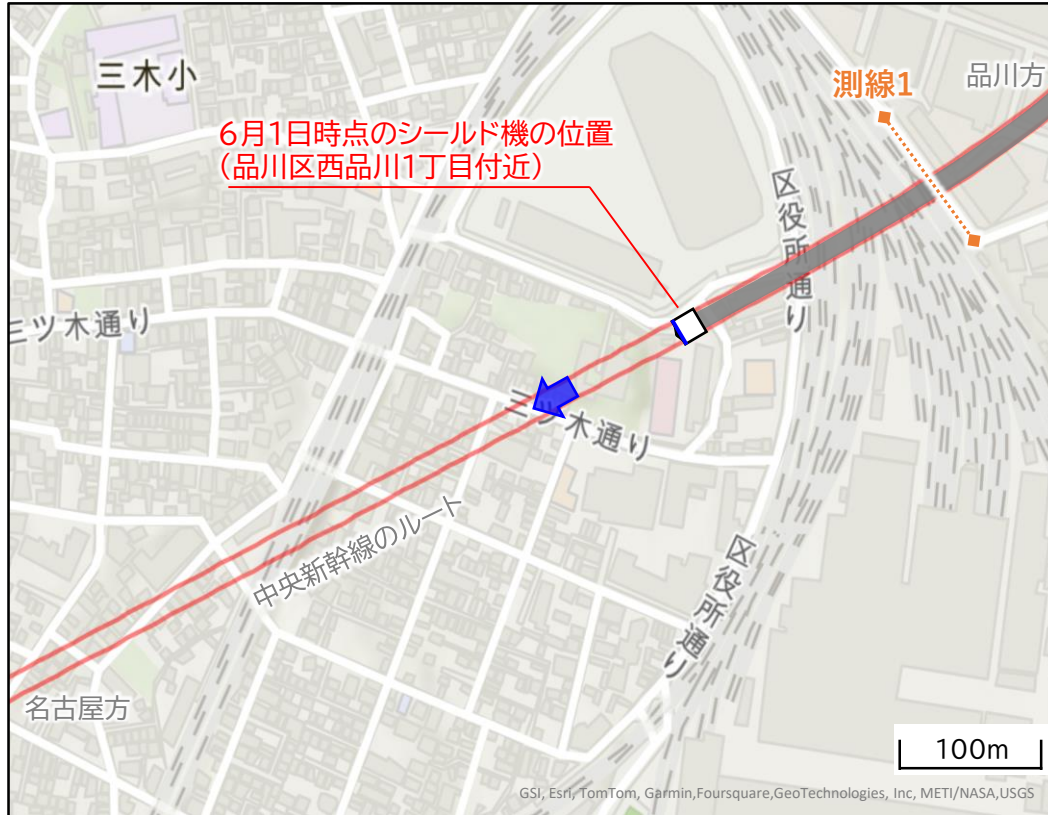 三木小
測線1
品川方
6月1日時点のシールド機の位置
(品川区西品川1丁目付近)
区役所通り
三ツ木通り
三ツ木通り
中央新幹線のルート
区役所通り
名古屋方
100m
GSI, Esri, TomTom, Garmin,Foursquare,GeoTechnologies, Inc, METI/NASA,USGS